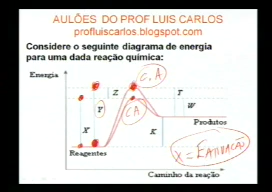 AULÕES DO PROF LUIS CARLOS
profluiscarlos.blogspot.com
Considere o seguinte diagrama de energia
para uma dada reação química:
Energia
C.A
Z
T
Y
CA
W
Produtos
X
K
X = EATIVAÇÃO
Reagentes
Caminho da reação